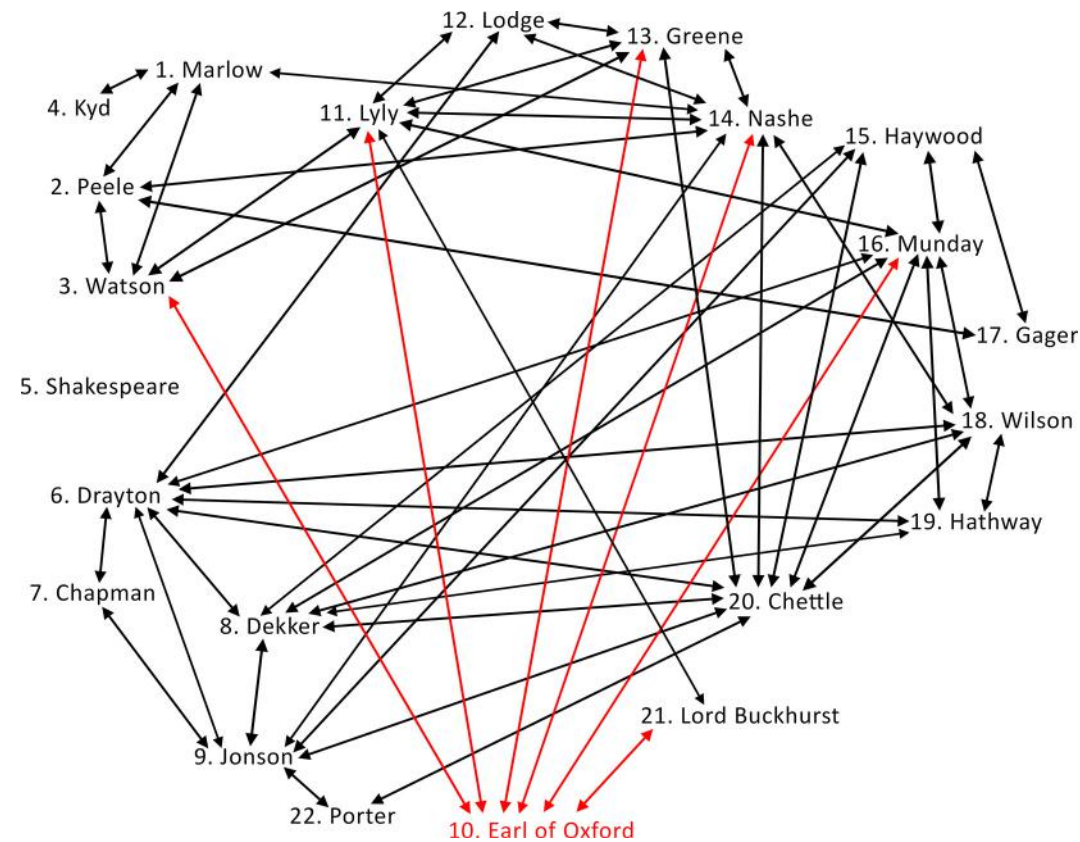 12. Lodge
13. Greene
1. Marlow
4. Kyd
11. Lyly
14. Nashe
15. Haywood
2. Peele
16. Munday
3. Watson
17. Gager
5. Shakespeare
18. Wilson
6. Drayton
19. Hathway
7. Chapman
20. Chettle
8. Dekker
21. Lord Buckhurst
9. Jonson
22. Porter
10. Earl of Oxford